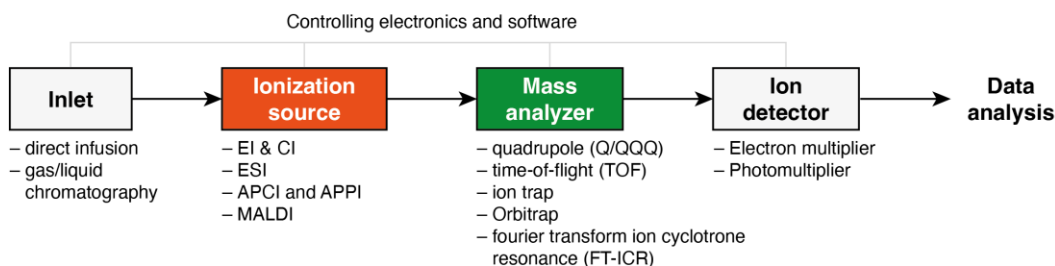 Controlling electronics and software
Inlet
– direct infusion
– gas/liquid
chromatography
Ionization
source
– EI & CI
– ESI
– APCI and APPI
– MALDI
Mass
analyzer
– quadrupole (Q/QQQ)
– time-of-flight (TOF)
– ion trap
– Orbitrap
– fourier transform ion cyclotrone
resonance (FT-ICR)
Ion
detector
– Electron multiplier
– Photomultiplier
Data
analysis